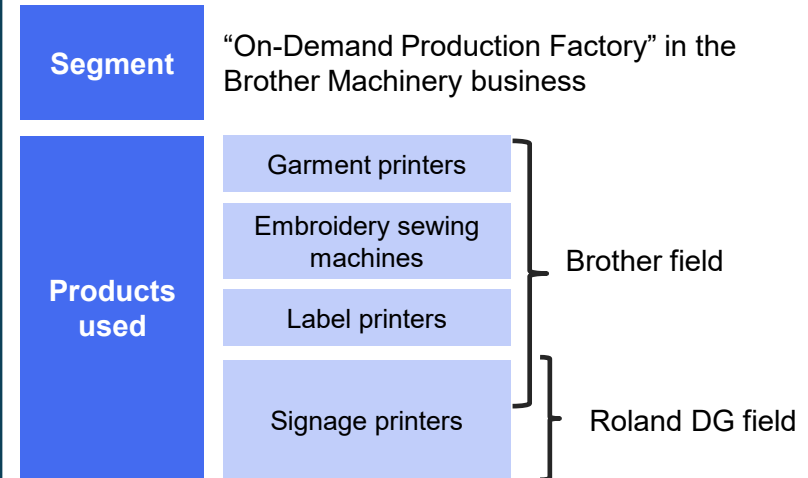 Segment
“On-Demand Production Factory” in the
Brother Machinery business
Products
used
Garment printers
Embroidery sewing
machines
Label printers
Signage printers
Brother field
Roland DG field